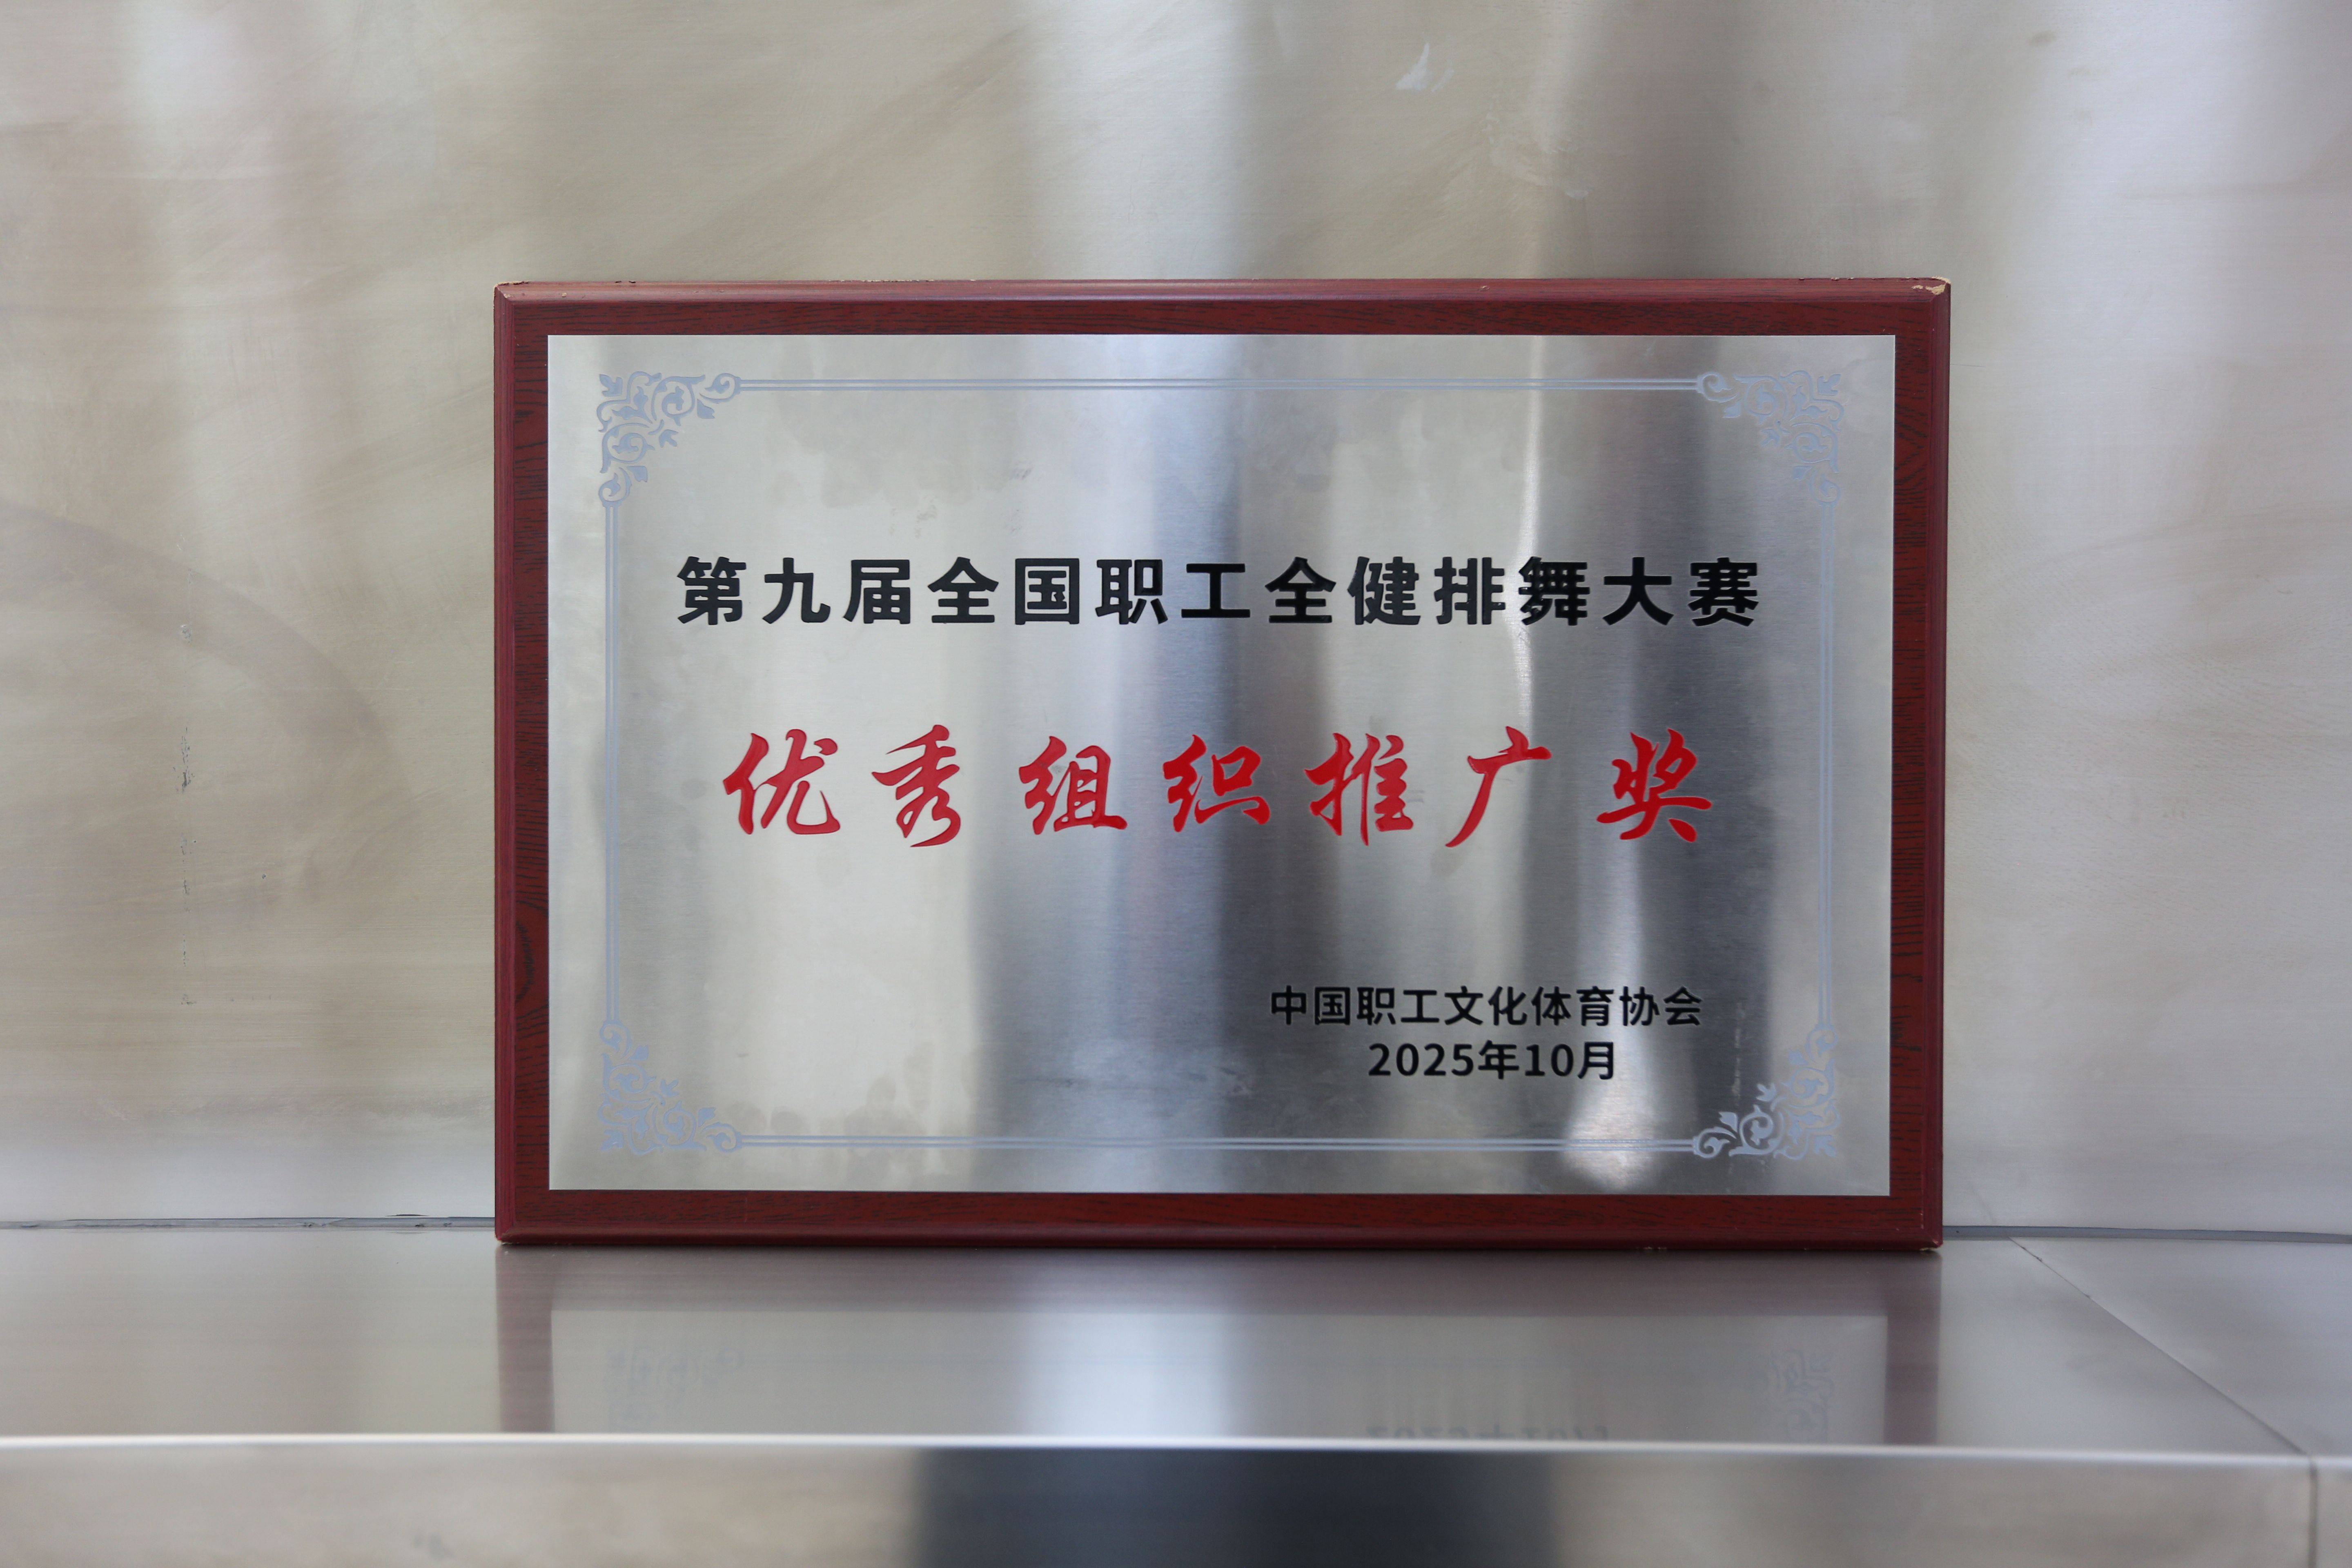 第九届全国职工全健排舞大赛
优秀组织推广奖
中国职工文化体育协会
2025年10月